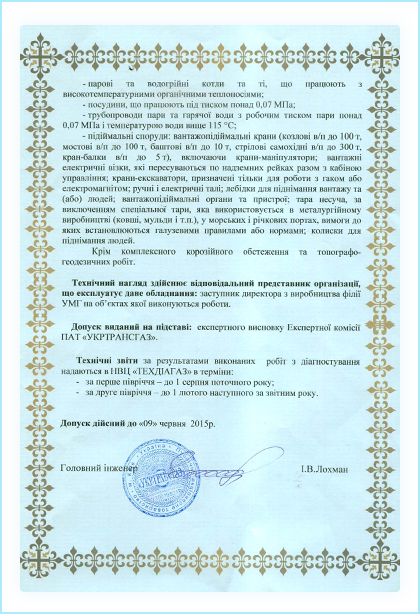 - парові та водогрійні котли та ті, що працюють з
високотемпературними органічними теплоносіями;
- посудини, що працюють під тиском понад 0,07 МПа;
- трубопроводи пари та гарячої води з робочим тиском пари понад
0,07 МПа і температурою води вище 115 °С;
- підіймальні споруди: вантажопідіймальні крани (козлові в/п до 100 т,
мостові в/п до 100 т, баштові в/п до 10 т, стрілові самохідні в/п до 300 т,
кран-балки в/п до 5 т), включаючи крани-маніпулятори; вантажні
електричні візки, які пересуваються по надземних рейках разом з кабіною
управління; крани-екскаватори, призначені тільки для роботи з гаком або
електромагнітом; ручні і електричні талі; лебідки для піднімання вантажу та
(або) людей; вантажопідіймальні органи та пристрої; тара несуча, за
виключенням спеціальної тари, яка використовується в металургійному
виробництві (ковші, мульди і т.п.), у морських і річкових портах, вимоги до
яких встановлюються галузевими правилами або нормами; колиски для
піднімання людей.
Крім комплексного корозійного обстеження та топографо-
геодезичних робіт.
Технічний нагляд здійснює відповідальний представник організації,
що експлуатує дане обладнання: заступник директора з виробництва філії
УМГ на об'єктах якої виконуються роботи.
Допуск виданий на підставі: експертного висновку Експертної комісії
ПАТ «УКРТРАНСГАЗ».
Технічні звіти за результатами виконаних робіт з діагностування
надаються в НВЦ «ТЕХДІАГАЗ» в терміни:
- за перше півріччя – до 1 серпня поточного року;
- за друге півріччя – до 1 лютого наступного за звітним року.
Допуск дійсний до «09» червня 2015р.
Головний інженер І.В.Лохман